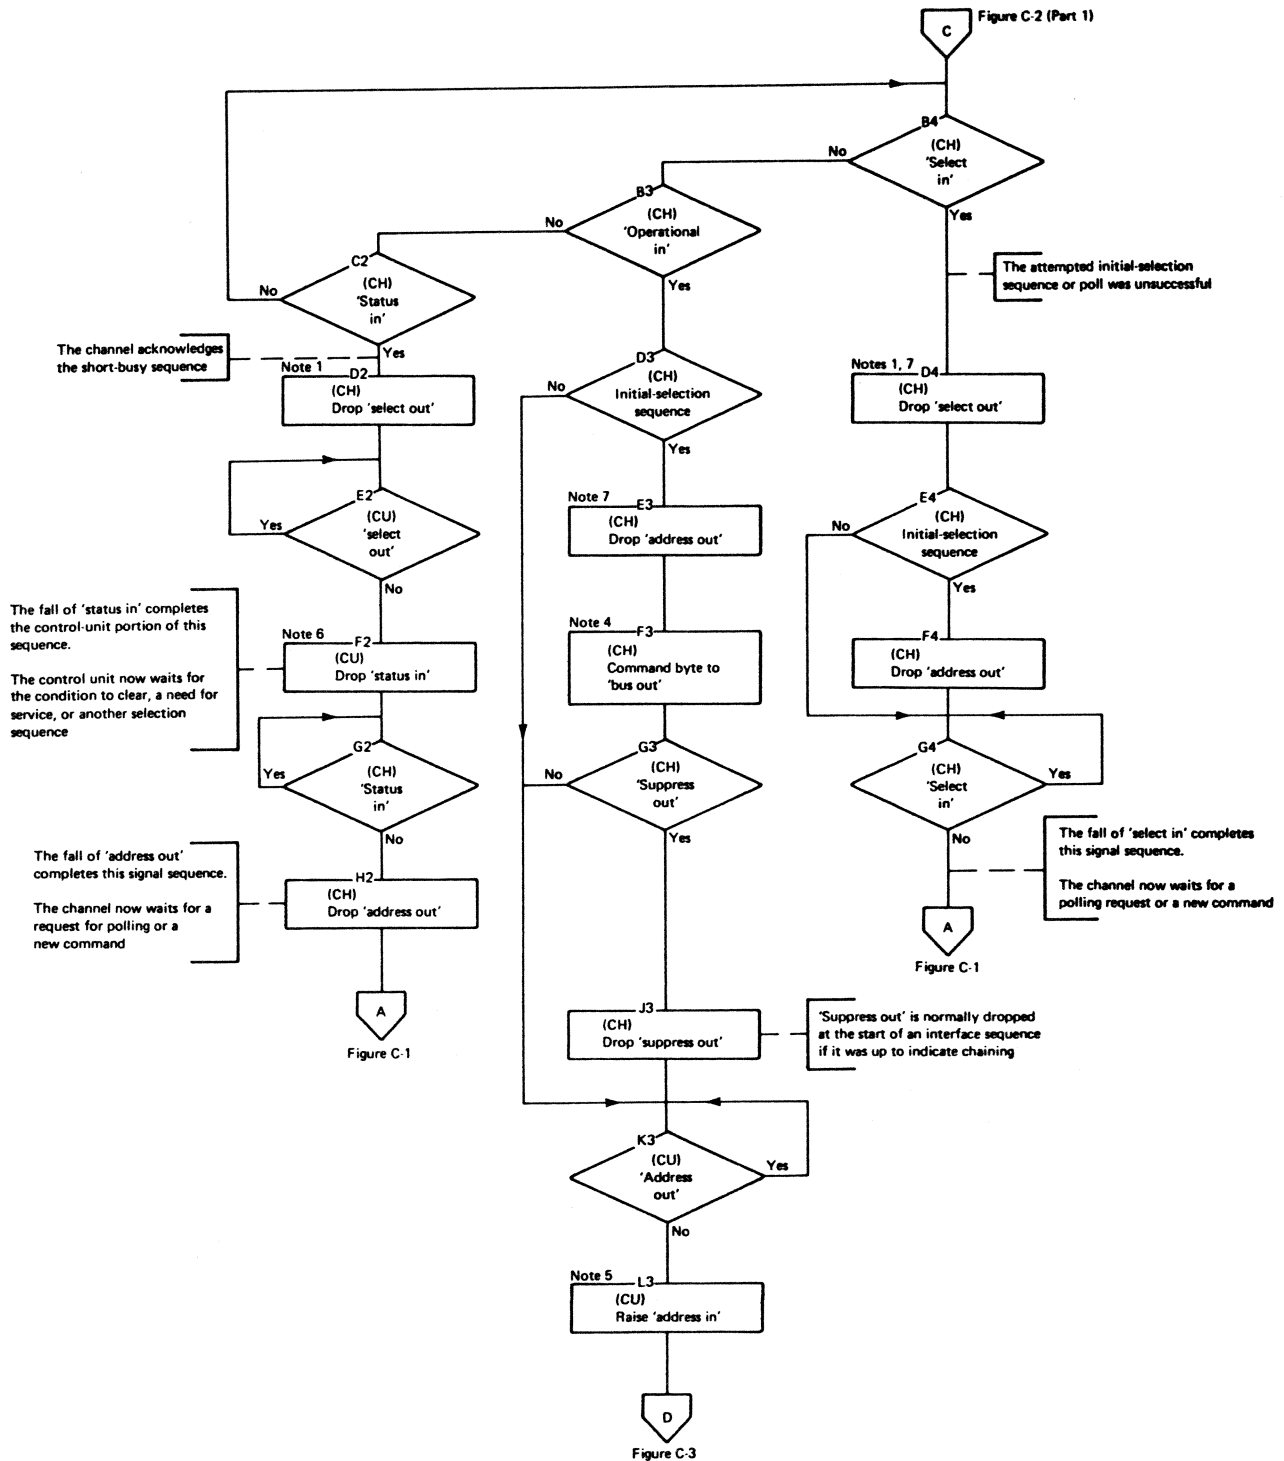 Figure C-2 (Part 1)
C
B4
(CH)
'Select
in'
No
Yes
B3
(CH)
'Operational
in'
No
Yes
C2
(CH)
'Status
in'
No
Yes
The attempted initial-selection
sequence or poll was unsuccessful
The channel acknowledges
the short-busy sequence
Note 1
D2
(CH)
Drop 'select out'
D3
(CH)
Initial-selection
sequence
No
Yes
Notes 1, 7
D4
(CH)
Drop 'select out'
E2
(CU)
'select
out'
Yes
No
Note 7
E3
(CH)
Drop 'address out'
E4
(CH)
Initial-selection
sequence
No
Yes
The fall of 'status in' completes
the control-unit portion of this
sequence.
The control unit now waits for
the condition to clear, a need for
service, or another selection
sequence
Note 6
F2
(CU)
Drop 'status in'
Note 4
F3
(CH)
Command byte to
'bus out'
F4
(CH)
Drop 'address out'
G2
(CH)
'Status
in'
Yes
No
G3
(CH)
'Suppress
out'
No
Yes
G4
(CH)
'Select
in'
Yes
No
The fall of 'address out'
completes this signal sequence.
The channel now waits for a
request for polling or a
new command
H2
(CH)
Drop 'address out'
The fall of 'select in' completes
this signal sequence.
The channel now waits for a
polling request or a new command
A
Figure C-1
A
Figure C-1
J3
(CH)
Drop 'suppress out'
'Suppress out' is normally dropped
at the start of an interface sequence
if it was up to indicate chaining
K3
(CU)
'Address
out'
Yes
No
Note 5
L3
(CU)
Raise 'address in'
D
Figure C-3